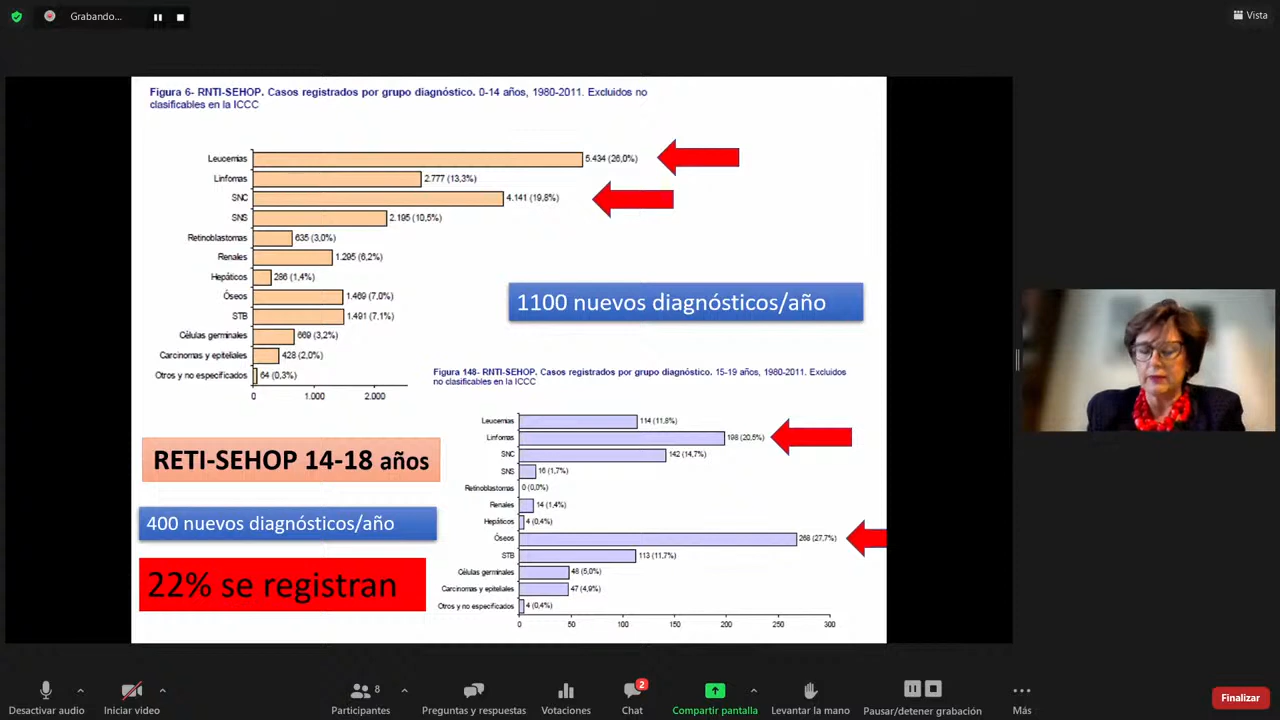 Grabando...
Vista
Figura 6- RNTI-SEHOP. Casos registrados por grupo diagnóstico. 0-14 años, 1980-2011. Excluidos no
clasificables en la ICCC
Leucemias 5.434 (26,0%)
Linfomas 2.777 (13,3%)
SNC 4.141 (19,8%)
SNS 2.195 (10,5%)
Retinoblastomas 635 (3,0%)
Renales 1.295 (6,2%)
Hepáticos 286 (1,4%)
Óseos 1.469 (7,0%)
STB 1.491 (7,1%)
Células germinales 669 (3,2%)
Carcinomas y epiteliales 428 (2,0%)
Otros y no especificados 64 (0,3%)
0 1.000 2.000
1100 nuevos diagnósticos/año
Figura 148- RNTI-SEHOP. Casos registrados por grupo diagnóstico. 15-19 años, 1980-2011. Excluidos
no clasificables en la ICCC
Leucemias 114 (11,8%)
Linfomas 198 (20,5%)
SNC 142 (14,7%)
SNS 16 (1,7%)
Retinoblastomas 0 (0,0%)
Renales 14 (1,4%)
Hepáticos 4 (0,4%)
Óseos 268 (27,7%)
STB 113 (11,7%)
Células germinales 48 (5,0%)
Carcinomas y epiteliales 47 (4,9%)
Otros y no especificados 4 (0,4%)
0 50 100 150 200 250 300
RETI-SEHOP 14-18 años
400 nuevos diagnósticos/año
22% se registran
8
2
Desactivar audio
Iniciar video
Participantes
Preguntas y respuestas
Votaciones
Chat
Compartir pantalla
Levantar la mano
Pausar/detener grabación
Más
Finalizar